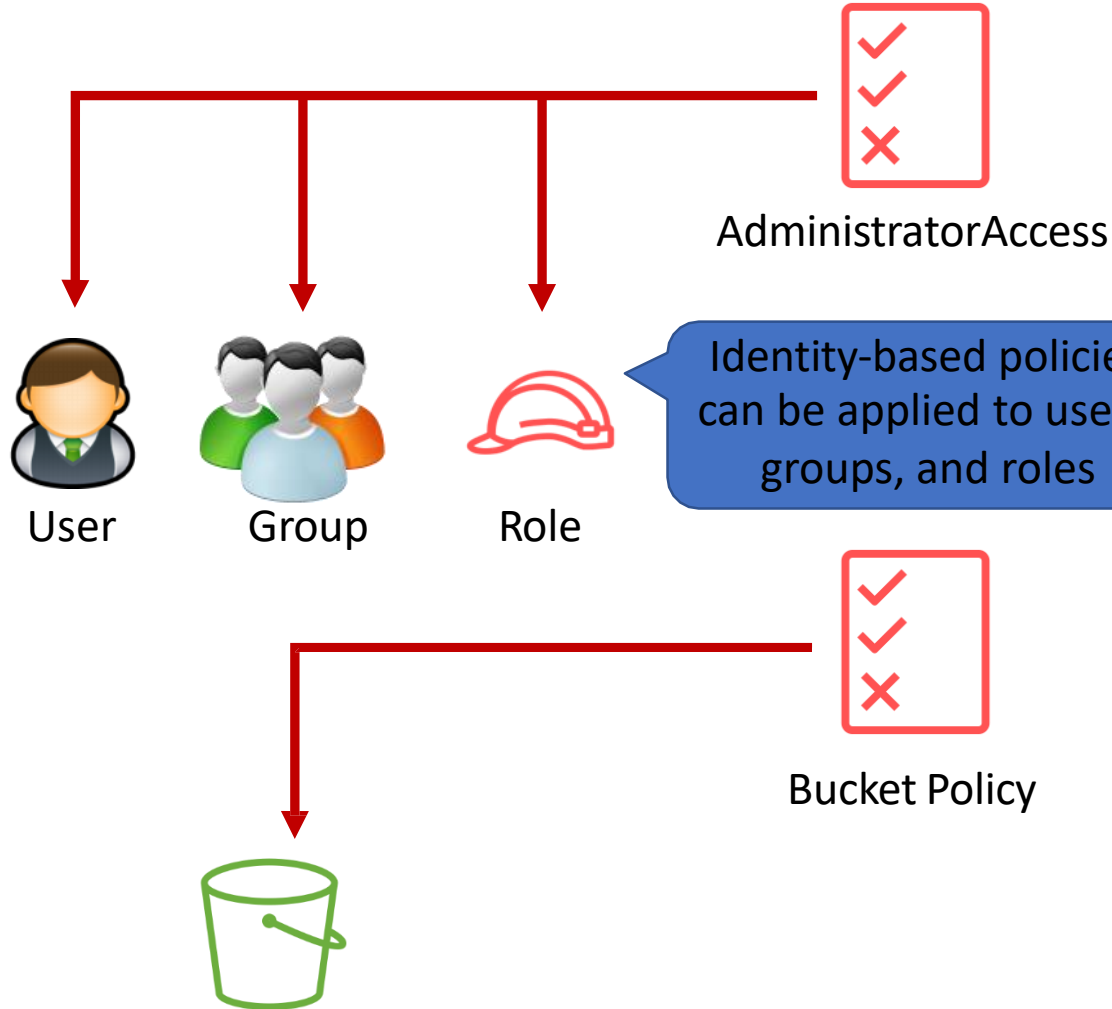 AdministratorAccess
Identity-based policie
can be applied to use
groups, and roles
User Group Role
Bucket Policy